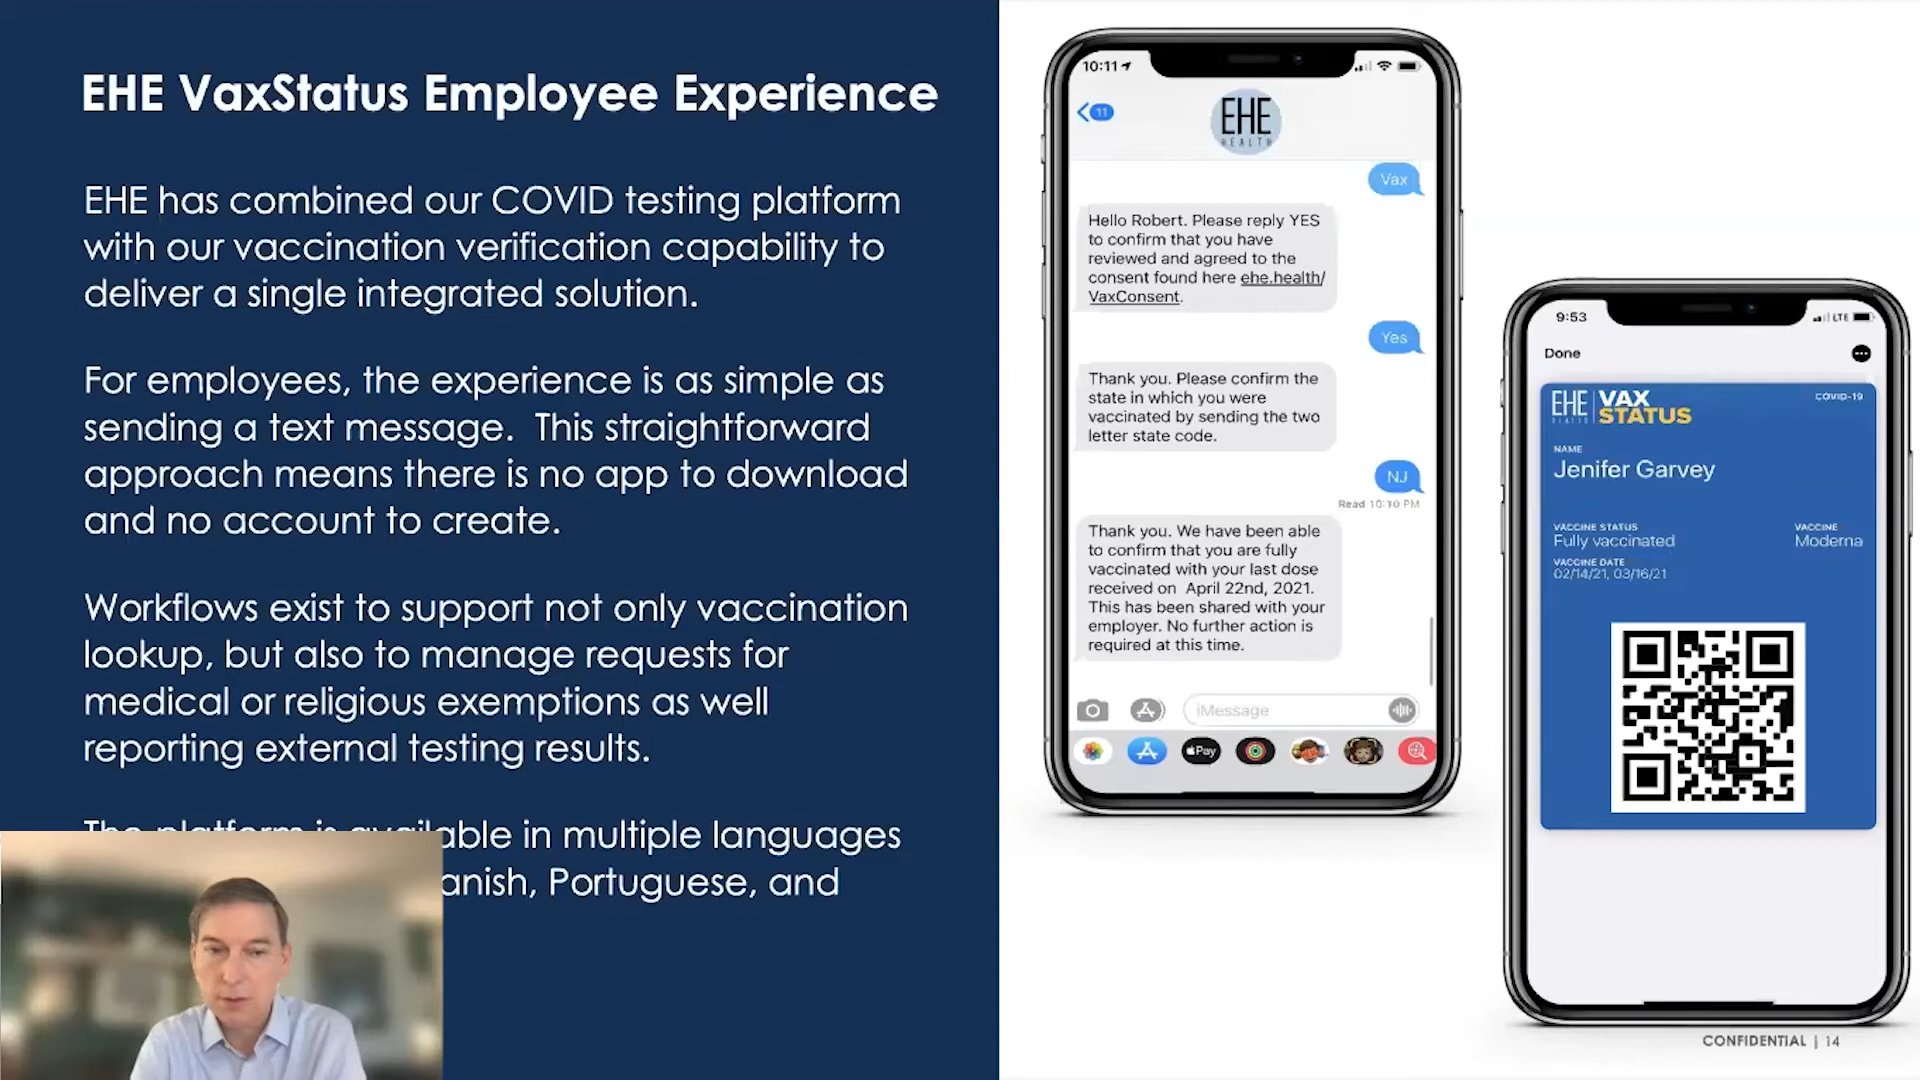 EHE VaxStatus Employee Experience
EHE has combined our COVID testing platform
with our vaccination verification capability to
deliver a single integrated solution.
For employees, the experience is as simple as
sending a text message. This straightforward
approach means there is no app to download
and no account to create.
Workflows exist to support not only vaccination
lookup, but also to manage requests for
medical or religious exemptions as well
reporting external testing results.
The platform is available in multiple languages
anish, Portuguese, and
10:11
11
EHE
HEALTH
Vax
Hello Robert. Please reply YES
to confirm that you have
reviewed and agreed to the
consent found here ehe.health/
VaxConsent.
Yes
Thank you. Please confirm the
state in which you were
vaccinated by sending the two
letter state code.
NJ
Read 10:10 PM
Thank you. We have been able
to confirm that you are fully
vaccinated with your last dose
received on April 22nd, 2021.
This has been shared with your
employer. No further action is
required at this time.
iMessage
Pay
9:53
LTE
Done
EHE VAX
HEALTH STATUS
COVID-19
NAME
Jenifer Garvey
VACCINE STATUS
Fully vaccinated
VACCINE
Moderna
VACCINE DATE
02/14/21, 03/16/21
CONFIDENTIAL | 14